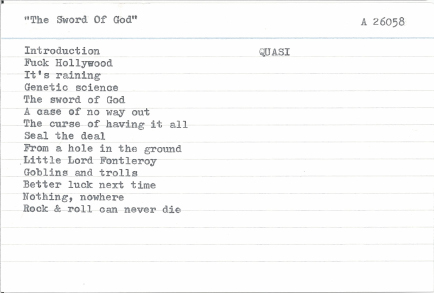 "The Sword Of God" A 26058
Introduction QUASI
Fuck Hollywood
It's raining
Genetic science
The sword of God
A case of no way out
The curse of having it all
Seal the deal
From a hole in the ground
Little Lord Fontleroy
Goblins and trolls
Better luck next time
Nothing, nowhere
Rock & roll can never die